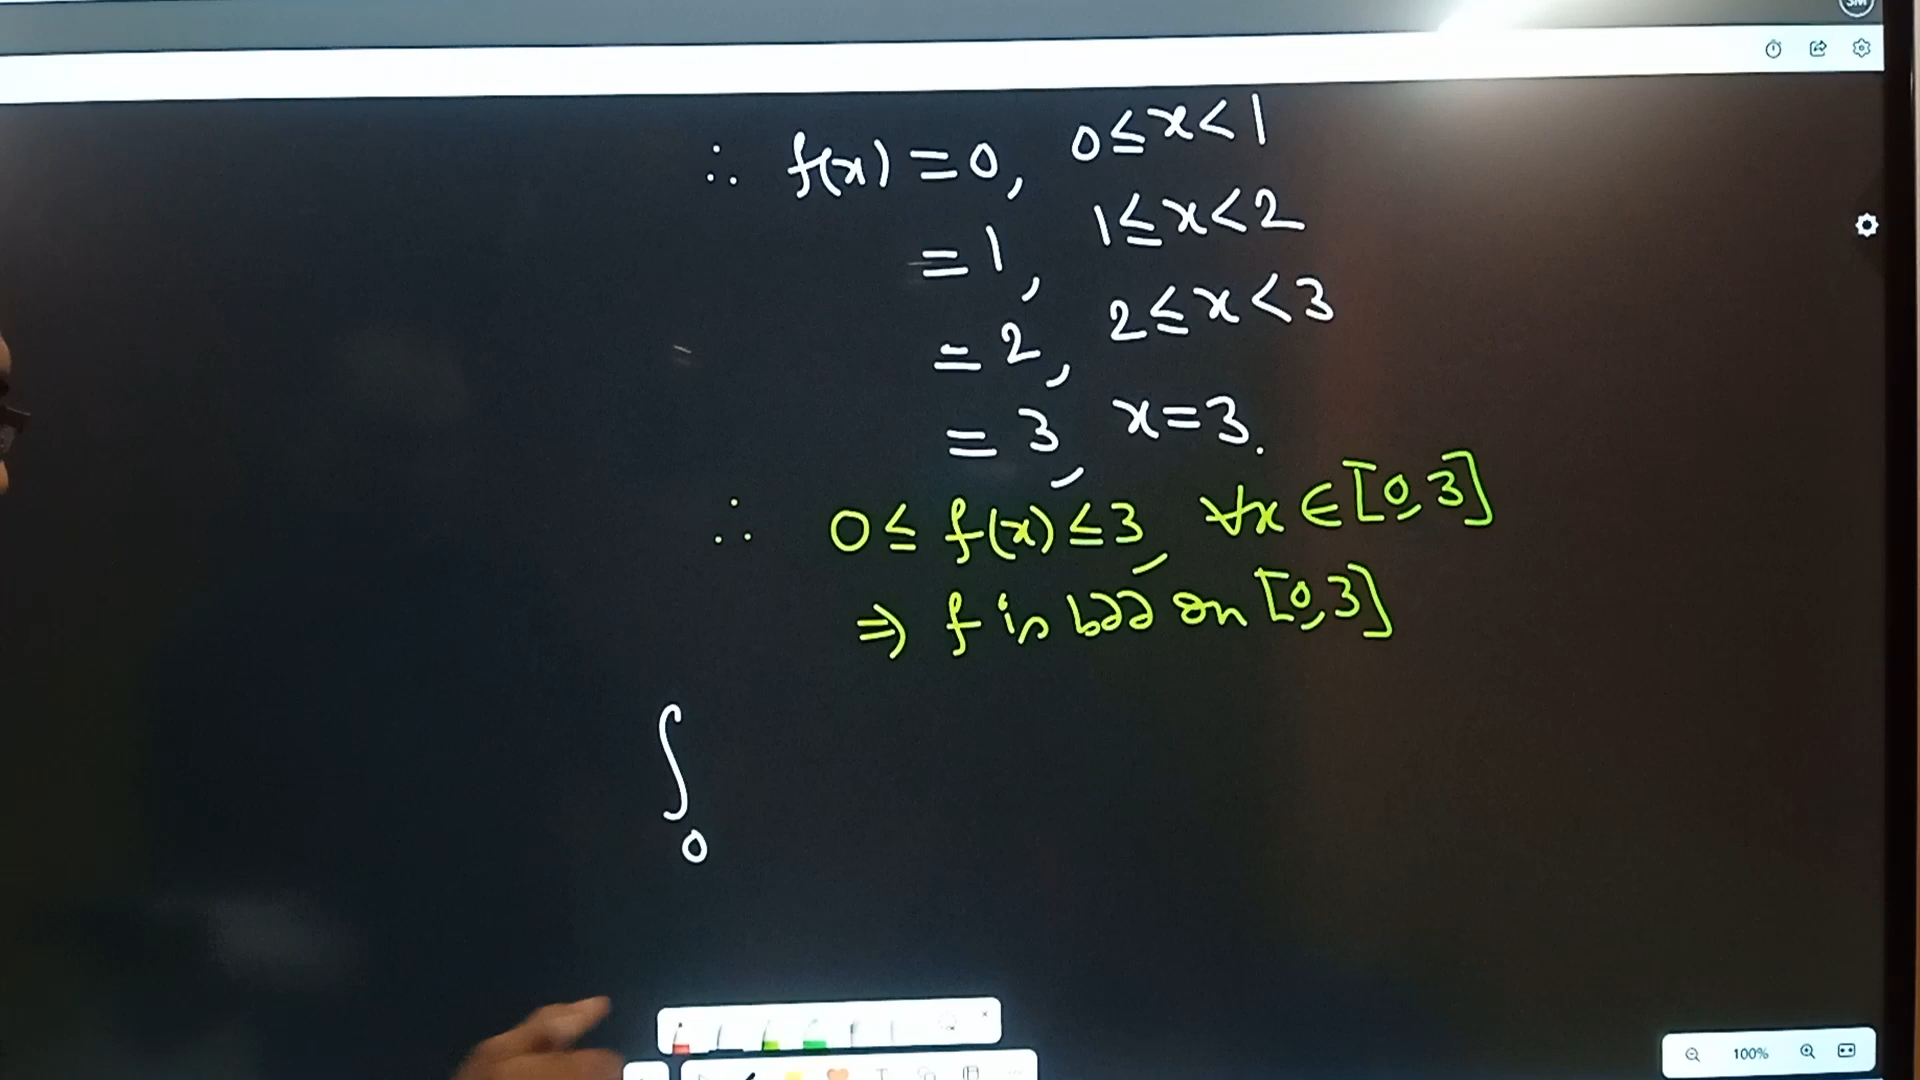 SM
∴ f(x) = 0, 0 ≤ x < 1
= 1, 1 ≤ x < 2
= 2, 2 ≤ x < 3
= 3, x = 3.
∴ 0 ≤ f(x) ≤ 3, ∀x ∈ [0, 3]
⇒ f is bdd on [0, 3]
∫0
T
100%